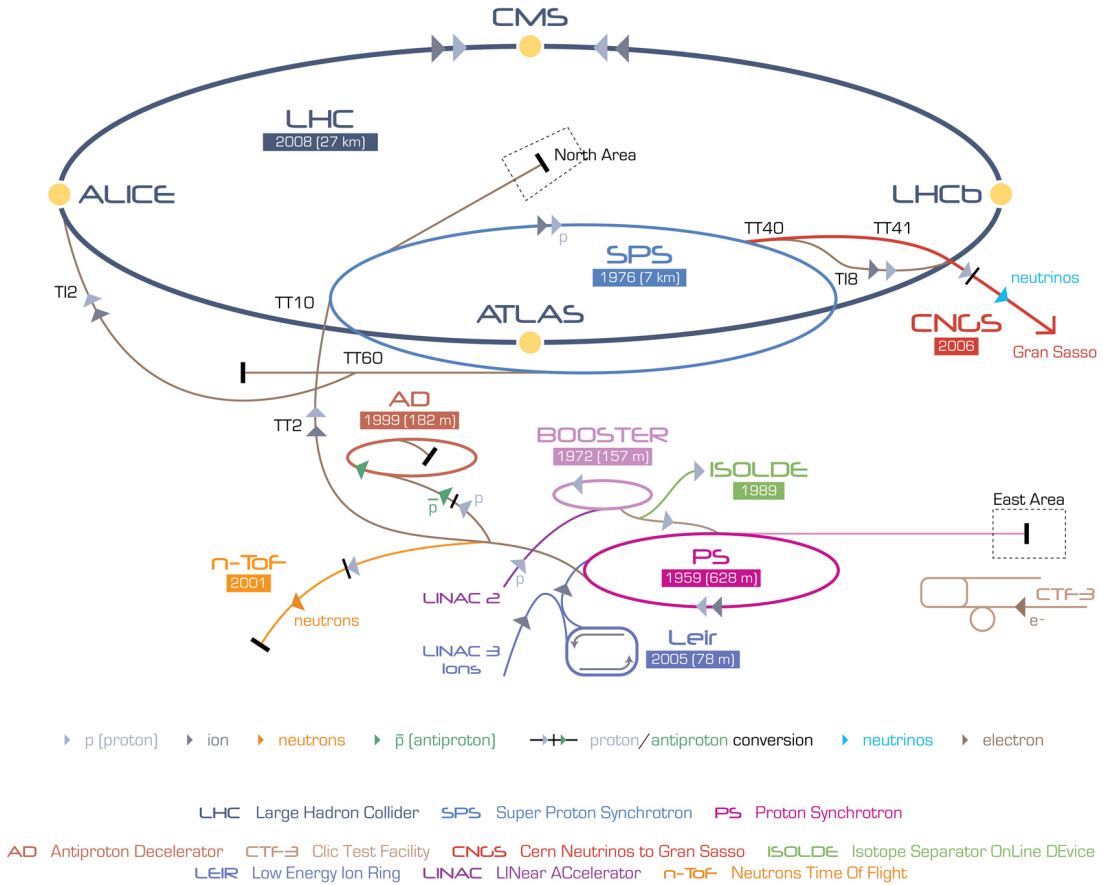 CMS
LHC
2008 (27 km)
North Area
ALICE
LHCb
TT40
TT41
SPS
1976 (7 km)
p
TI8
neutrinos
TI2
TT10
ATLAS
CNGS
2006
Gran Sasso
TT60
AD
1999 (182 m)
TT2
BOOSTER
1972 (157 m)
ISOLDE
1989
East Area
p̄
p
n-ToF
2001
neutrons
LINAC 2
p
PS
1959 (628 m)
CTF-3
e-
LINAC 3
Ions
Leir
2005 (78 m)
p (proton) ion neutrons p̄ (antiproton) proton/antiproton conversion neutrinos electron
LHC Large Hadron Collider SPS Super Proton Synchrotron PS Proton Synchrotron
AD Antiproton Decelerator CTF-3 Clic Test Facility CNGS Cern Neutrinos to Gran Sasso ISOLDE Isotope Separator OnLine DEvice
LEIR Low Energy Ion Ring LINAC LINear ACcelerator n-ToF Neutrons Time Of Flight